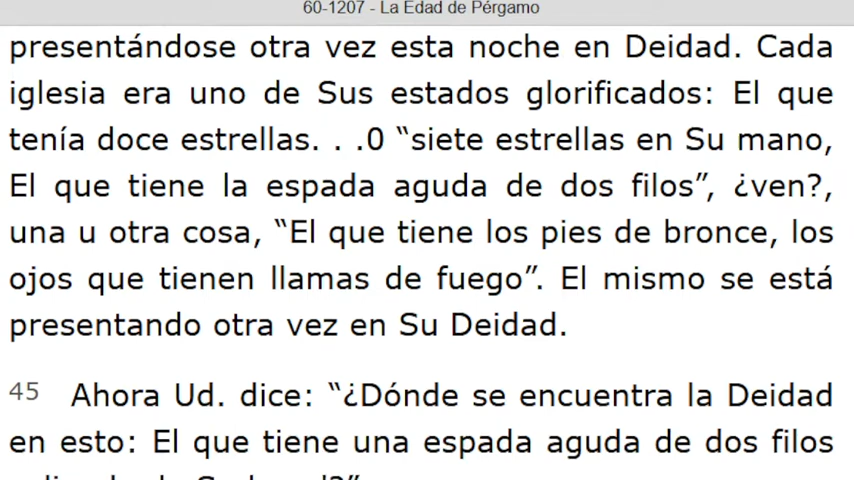 60-1207 - La Edad de Pérgamo
presentándose otra vez esta noche en Deidad. Cada
iglesia era uno de Sus estados glorificados: El que
tenía doce estrellas. . .0 “siete estrellas en Su mano,
El que tiene la espada aguda de dos filos”, ¿ven?,
una u otra cosa, “El que tiene los pies de bronce, los
ojos que tienen llamas de fuego”. El mismo se está
presentando otra vez en Su Deidad.
45 Ahora Ud. dice: “¿Dónde se encuentra la Deidad
en esto: El que tiene una espada aguda de dos filos